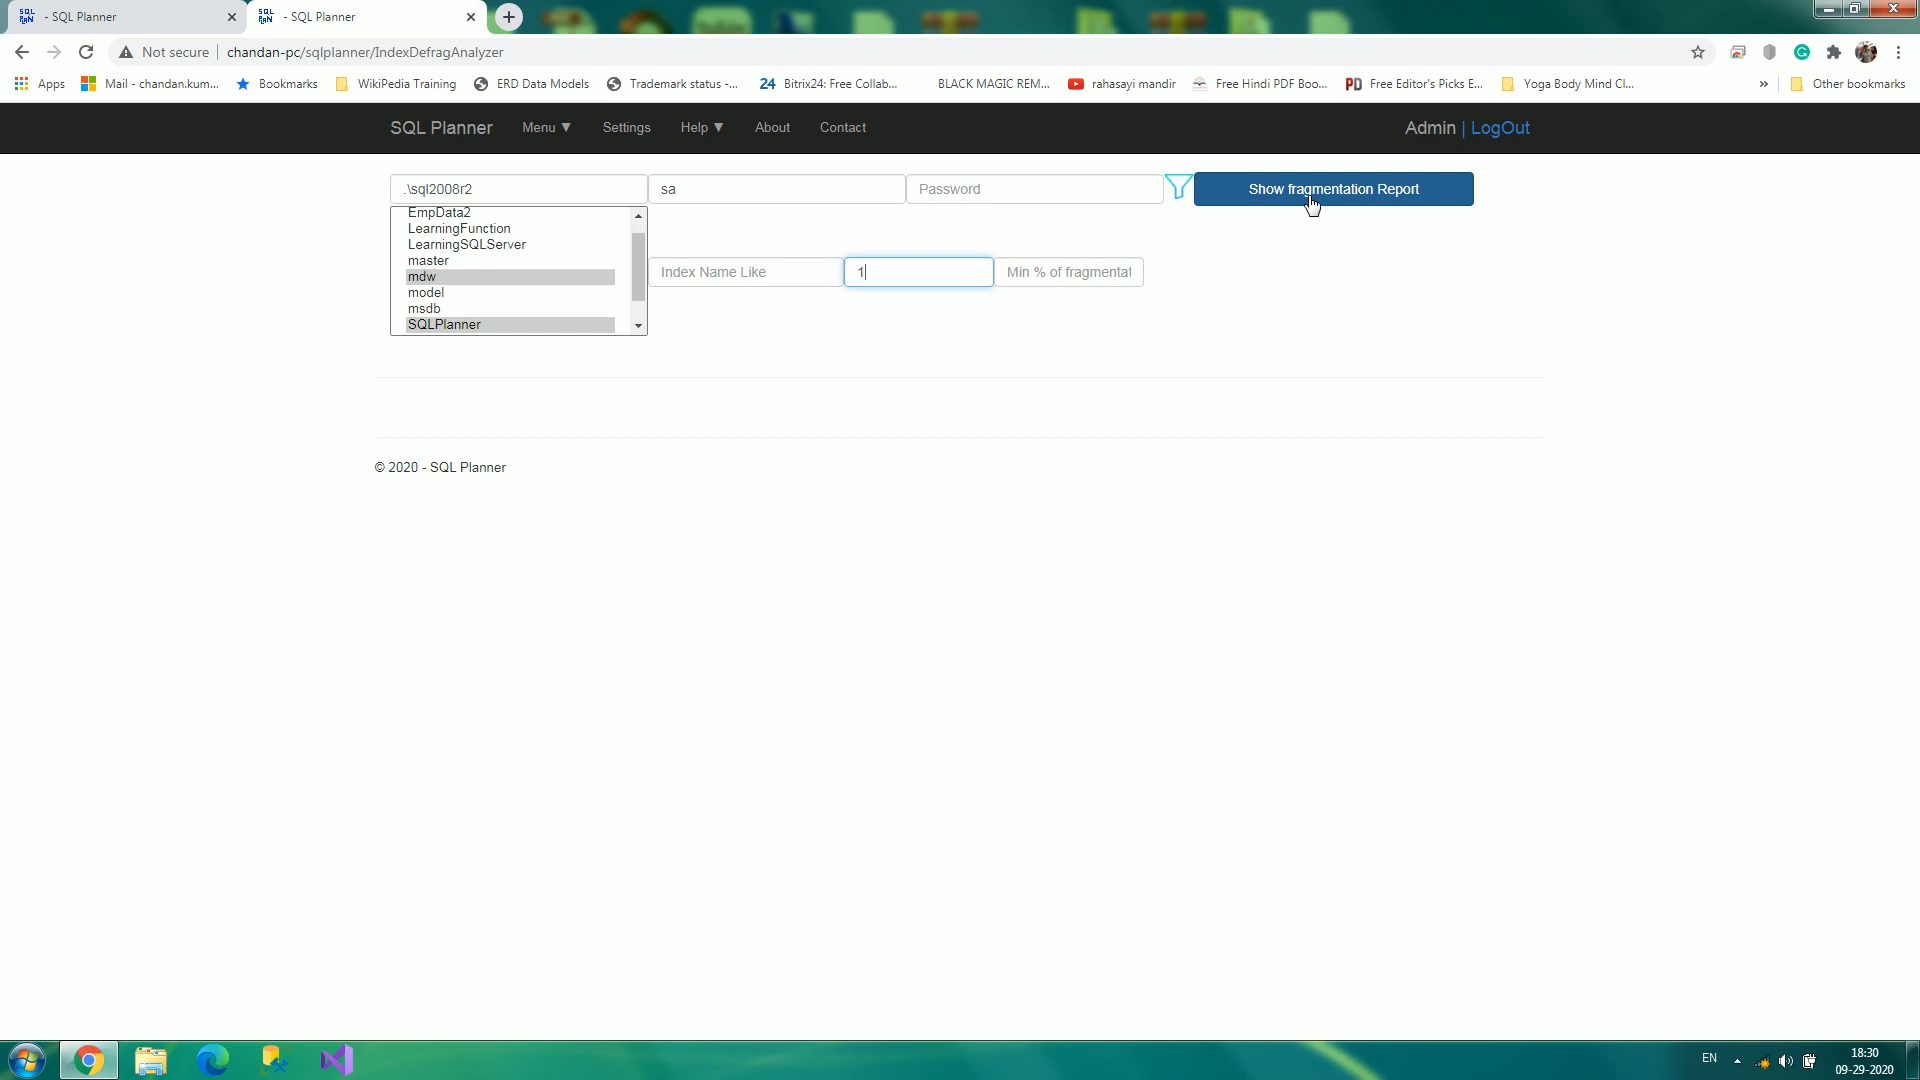 - SQL Planner
- SQL Planner
Not secure
chandan-pc/sqlplanner/IndexDefragAnalyzer
Apps
Mail - chandan.kum...
Bookmarks
WikiPedia Training
ERD Data Models
Trademark status -...
24 Bitrix24: Free Collab...
BLACK MAGIC REM...
rahasayi mandir
Free Hindi PDF Boo...
PD Free Editor's Picks E...
Yoga Body Mind Cl...
» Other bookmarks
SQL Planner
Menu ▼
Settings
Help ▼
About
Contact
Admin | LogOut
.\sql2008r2
sa
Password
Show fragmentation Report
EmpData2
LearningFunction
LearningSQLServer
master
mdw
model
msdb
SQLPlanner
Index Name Like
1
Min % of fragmentat
© 2020 - SQL Planner
EN
18:30
09-29-2020